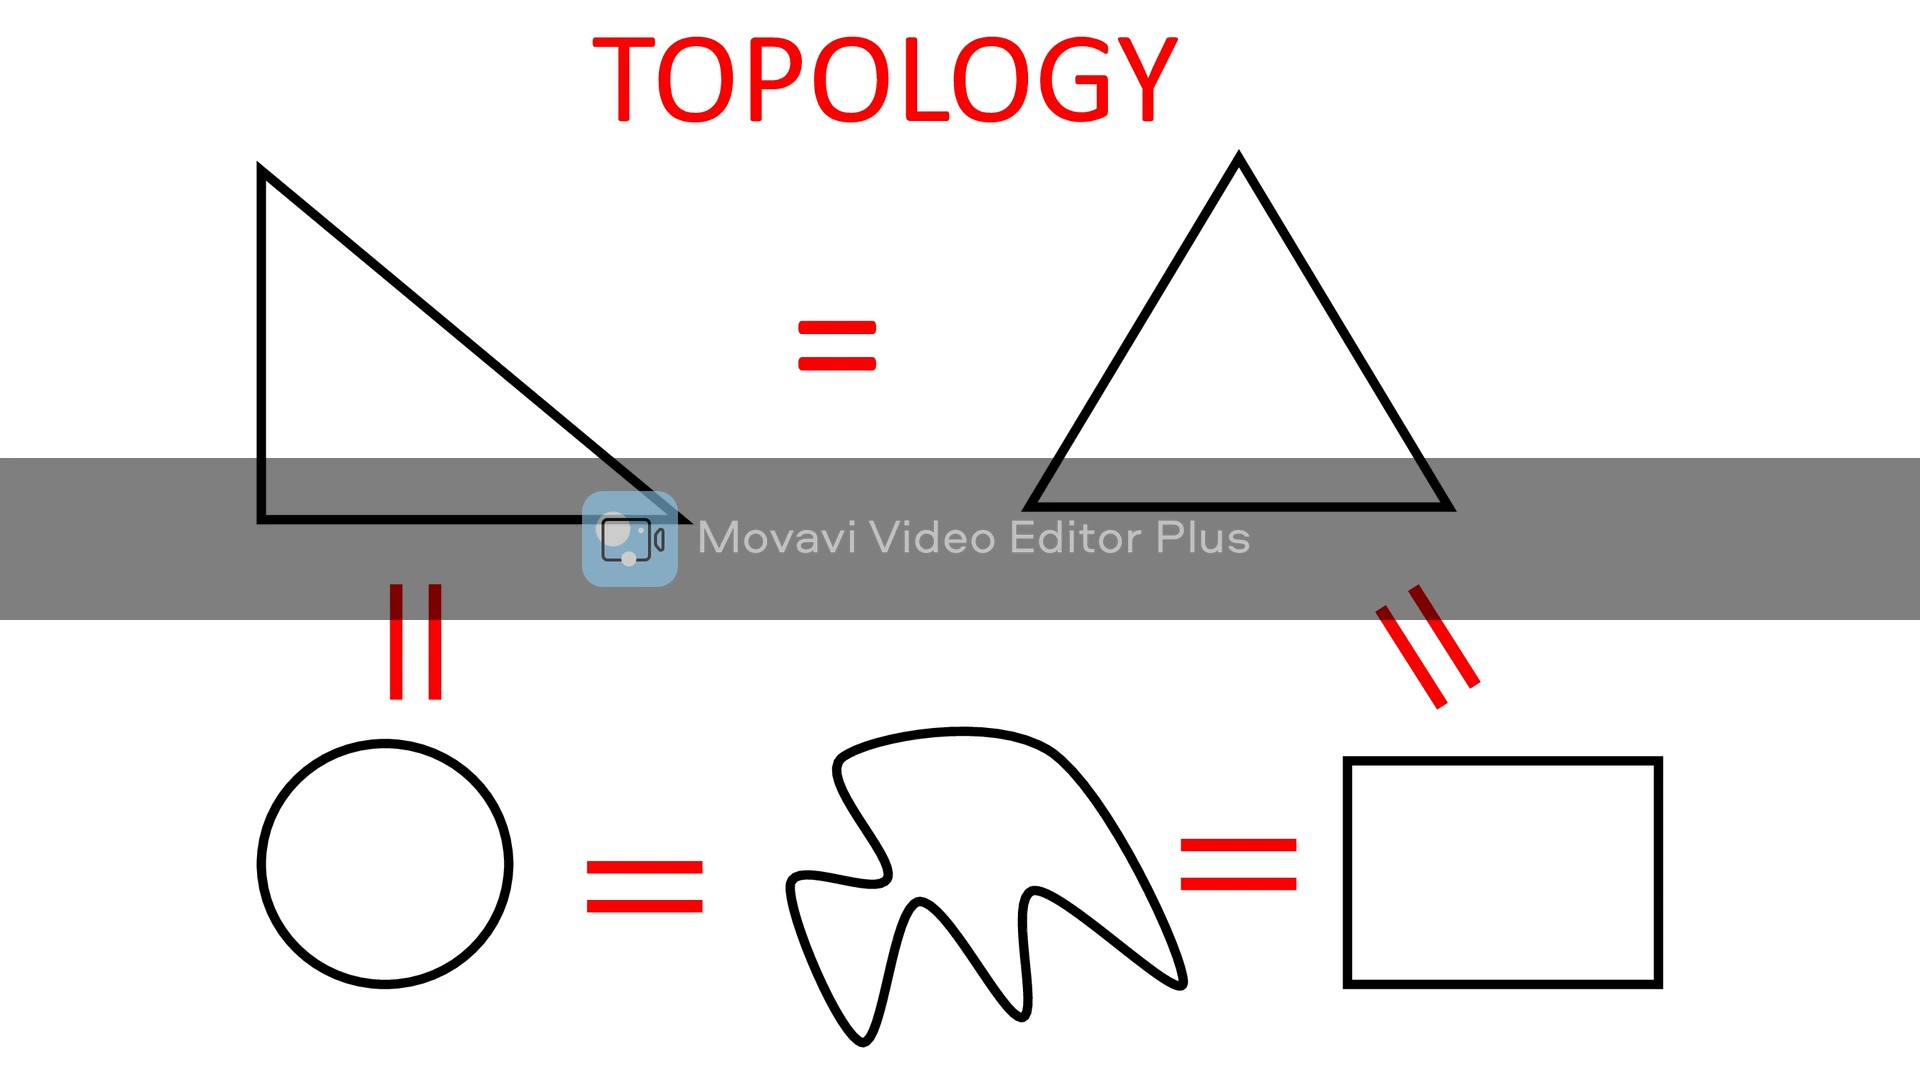 TOPOLOGY
=
Movavi Video Editor Plus
=
=
=
=